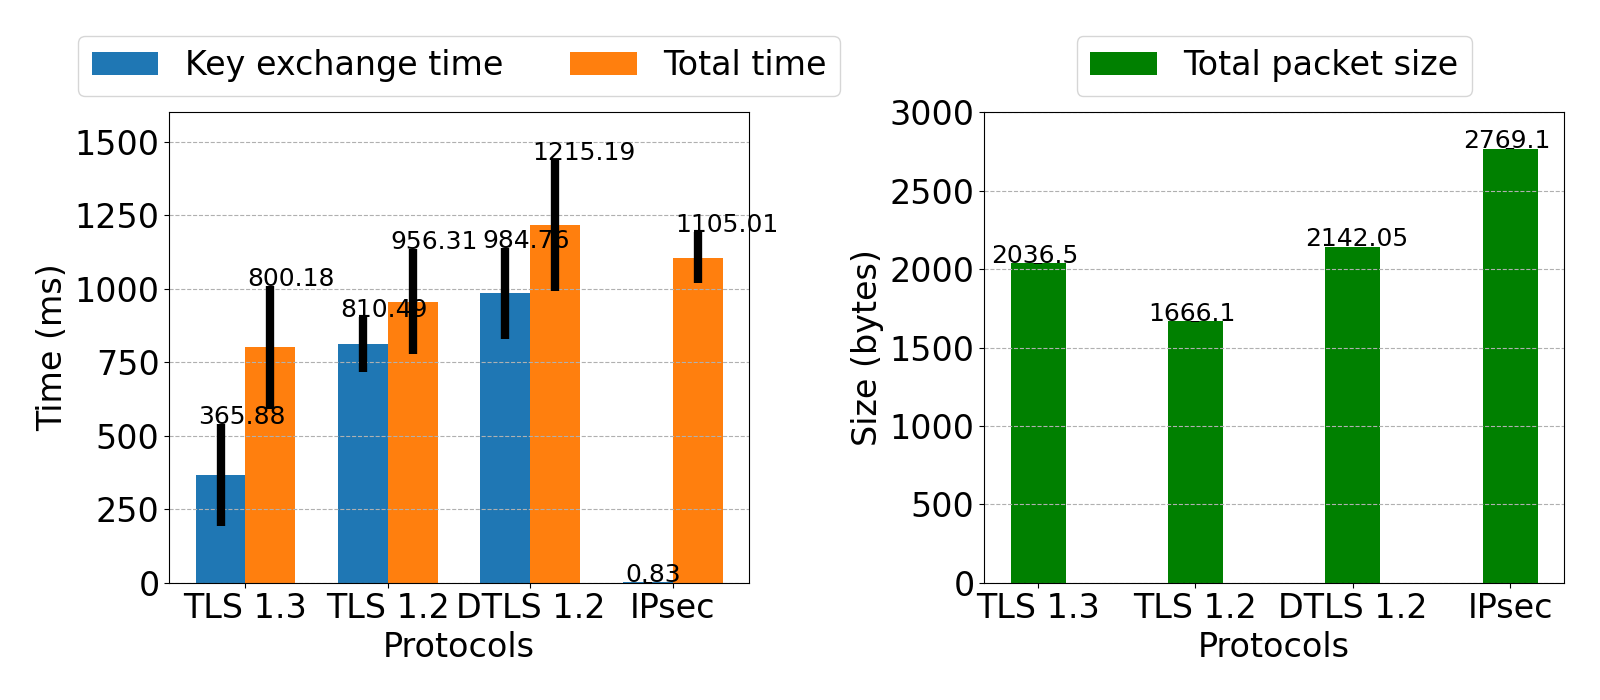 Key exchange time
Total time
Time (ms)
1500
1250
1000
750
500
250
0
365.88
800.18
810.49
956.31
984.76
1215.19
0.83
1105.01
TLS 1.3
TLS 1.2
DTLS 1.2
IPsec
Protocols
Total packet size
Size (bytes)
3000
2500
2000
1500
1000
500
0
2036.5
1666.1
2142.05
2769.1
TLS 1.3
TLS 1.2
DTLS 1.2
IPsec
Protocols